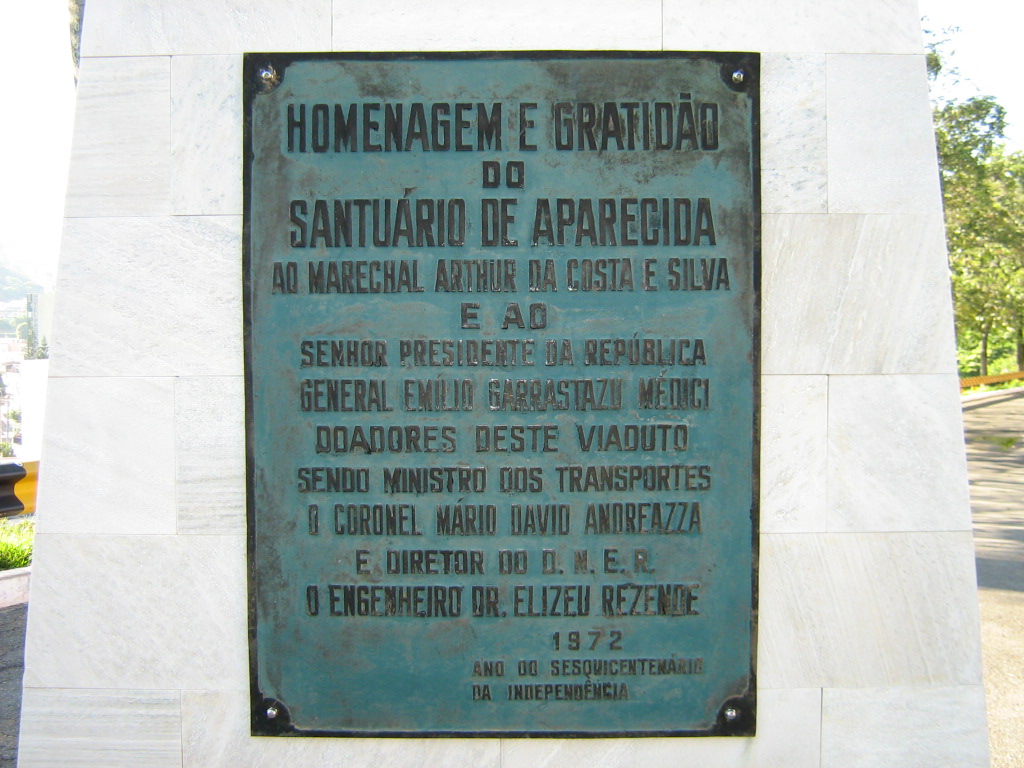 HOMENAGEM E GRATIDÃO
DO
SANTUÁRIO DE APARECIDA
AO MARECHAL ARTHUR DA COSTA E SILVA
E AO
SENHOR PRESIDENTE DA REPÚBLICA
GENERAL EMÍLIO GARRASTAZU MÉDICI
DOADORES DESTE VIADUTO
SENDO MINISTRO DOS TRANSPORTES
O CORONEL MÁRIO DAVID ANDREAZZA
E DIRETOR DO D. N. E. R.
O ENGENHEIRO DR. ELIZEU REZENDE
1972
ANO DO SESQUICENTENÁRIO
DA INDEPENDÊNCIA